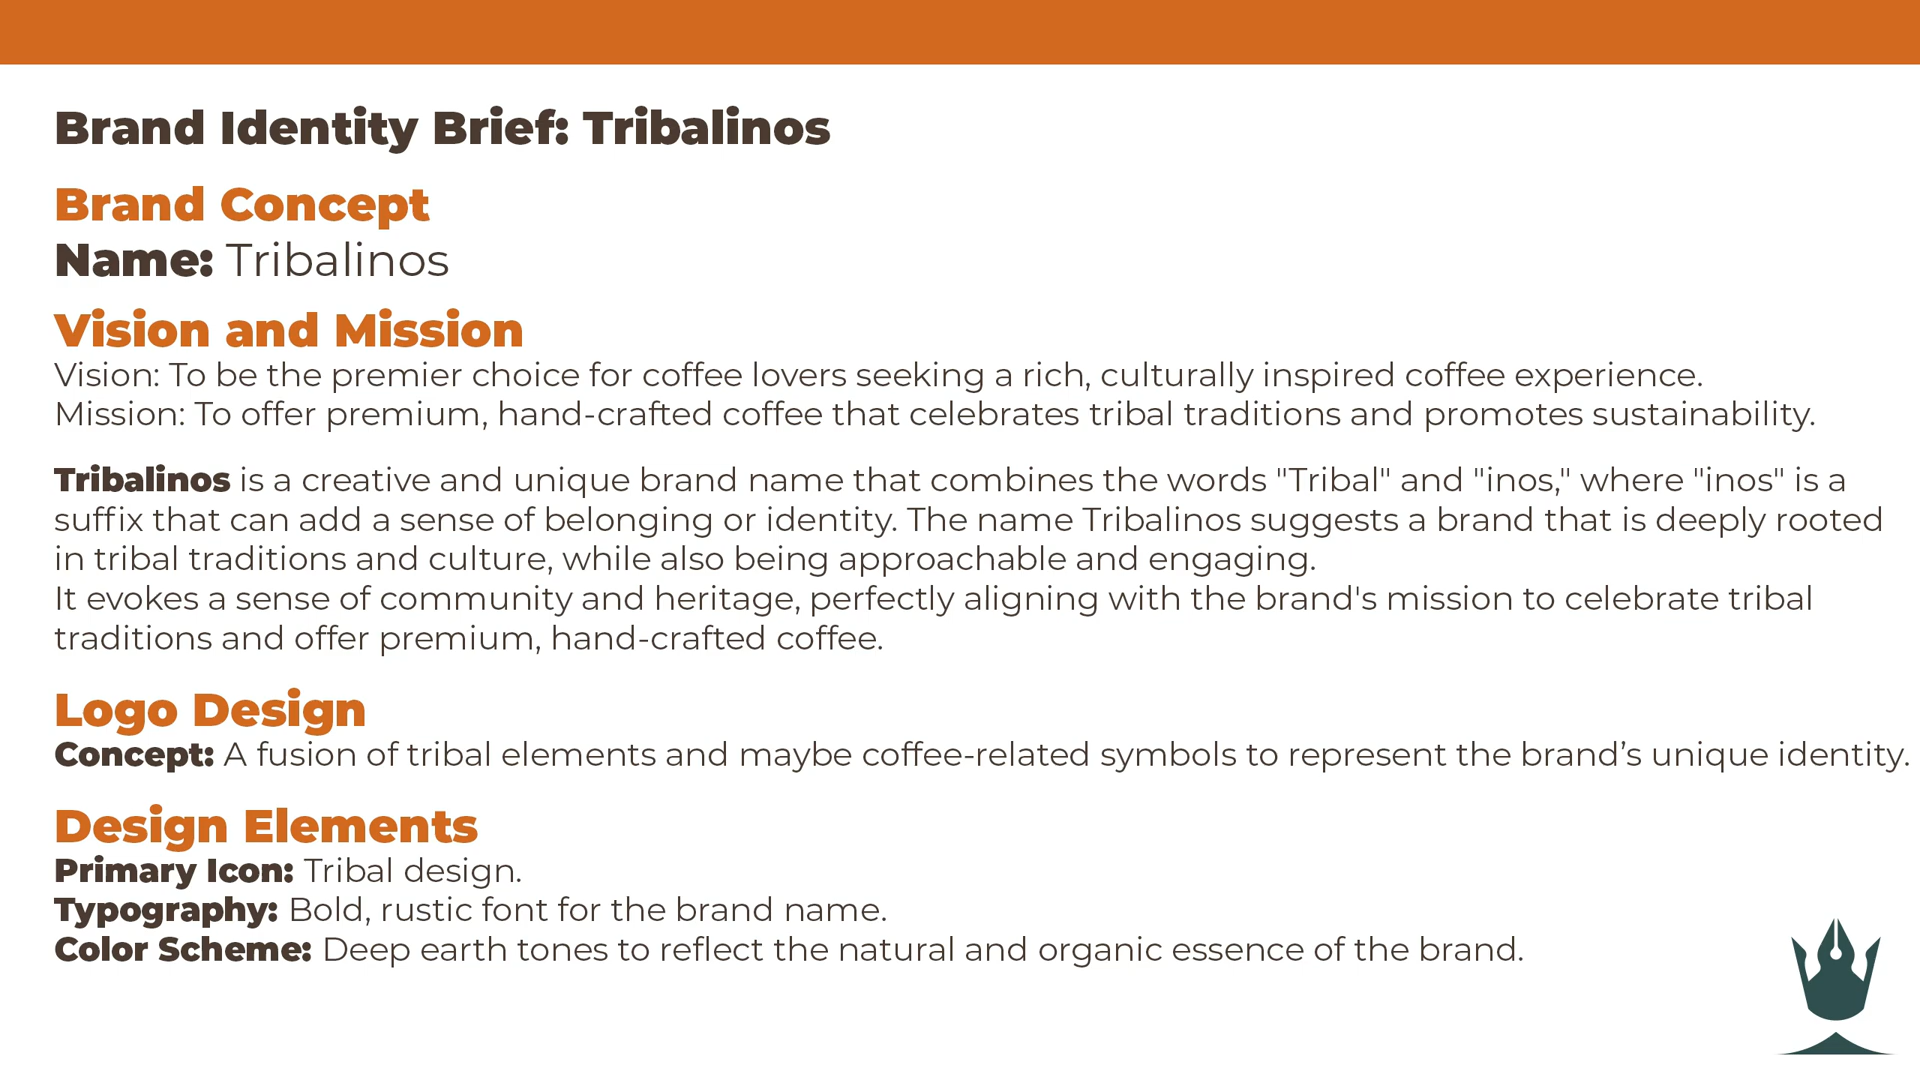 Brand Identity Brief: Tribalinos
Brand Concept
Name: Tribalinos
Vision and Mission
Vision: To be the premier choice for coffee lovers seeking a rich, culturally inspired coffee experience.
Mission: To offer premium, hand-crafted coffee that celebrates tribal traditions and promotes sustainability.
Tribalinos is a creative and unique brand name that combines the words "Tribal" and "inos," where "inos" is a
suffix that can add a sense of belonging or identity. The name Tribalinos suggests a brand that is deeply rooted
in tribal traditions and culture, while also being approachable and engaging.
It evokes a sense of community and heritage, perfectly aligning with the brand's mission to celebrate tribal
traditions and offer premium, hand-crafted coffee.
Logo Design
Concept: A fusion of tribal elements and maybe coffee-related symbols to represent the brand’s unique identity.
Design Elements
Primary Icon: Tribal design.
Typography: Bold, rustic font for the brand name.
Color Scheme: Deep earth tones to reflect the natural and organic essence of the brand.